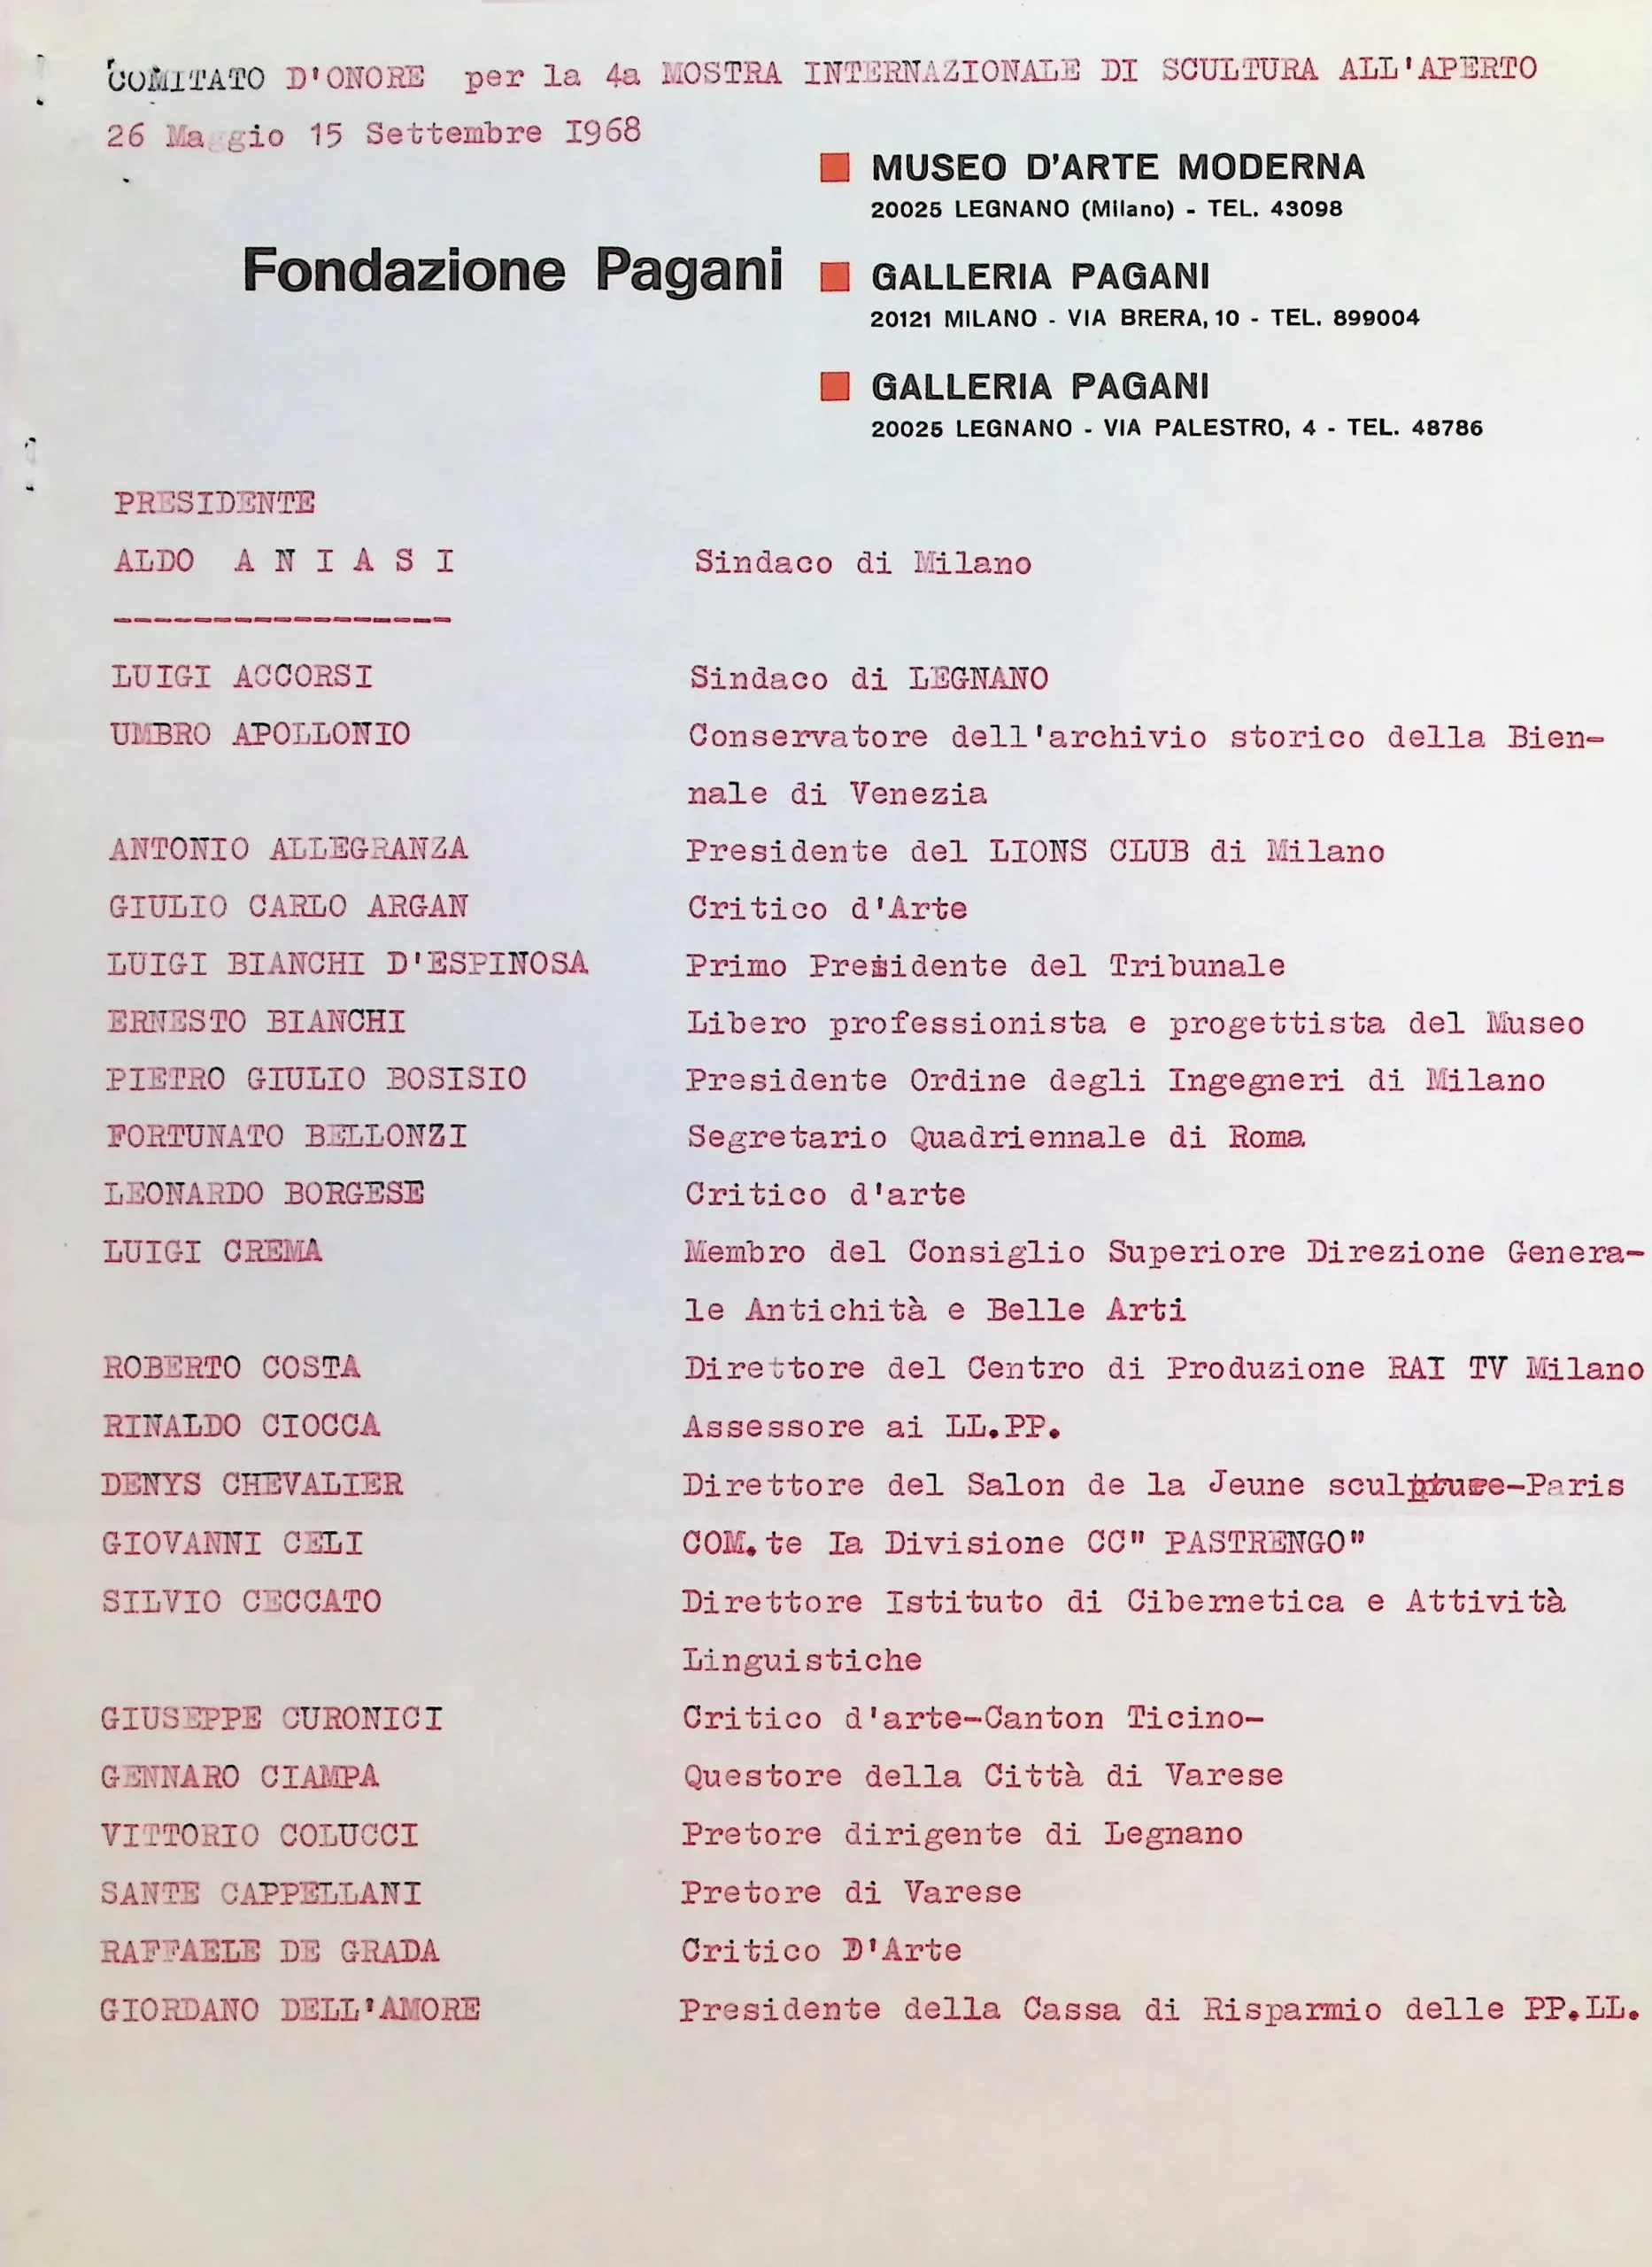 COMITATO D'ONORE per la 4a MOSTRA INTERNAZIONALE DI SCULTURA ALL'APERTO
26 Maggio 15 Settembre I968
MUSEO D'ARTE MODERNA
20025 LEGNANO (Milano) - TEL. 43098
Fondazione Pagani
GALLERIA PAGANI
20121 MILANO - VIA BRERA, 10 - TEL. 899004
GALLERIA PAGANI
20025 LEGNANO - VIA PALESTRO, 4 - TEL. 48786
PRESIDENTE
ALDO A N I A S I Sindaco di Milano
-----------------
LUIGI ACCORSI Sindaco di LEGNANO
UMBRO APOLLONIO Conservatore dell'archivio storico della Bien-
nale di Venezia
ANTONIO ALLEGRANZA Presidente del LIONS CLUB di Milano
GIULIO CARLO ARGAN Critico d'Arte
LUIGI BIANCHI D'ESPINOSA Primo Presidente del Tribunale
ERNESTO BIANCHI Libero professionista e progettista del Museo
PIETRO GIULIO BOSISIO Presidente Ordine degli Ingegneri di Milano
FORTUNATO BELLONZI Segretario Quadriennale di Roma
LEONARDO BORGESE Critico d'arte
LUIGI CREMA Membro del Consiglio Superiore Direzione Genera-
le Antichità e Belle Arti
ROBERTO COSTA Direttore del Centro di Produzione RAI TV Milano
RINALDO CIOCCA Assessore ai LL.PP.
DENYS CHEVALIER Direttore del Salon de la Jeune sculpture-Paris
GIOVANNI CELI COM.te Ia Divisione CC" PASTRENGO"
SILVIO CECCATO Direttore Istituto di Cibernetica e Attività
Linguistiche
GIUSEPPE CURONICI Critico d'arte-Canton Ticino-
GENNARO CIAMPA Questore della Città di Varese
VITTORIO COLUCCI Pretore dirigente di Legnano
SANTE CAPPELLANI Pretore di Varese
RAFFAELE DE GRADA Critico D'Arte
GIORDANO DELL'AMORE Presidente della Cassa di Risparmio delle PP.LL.